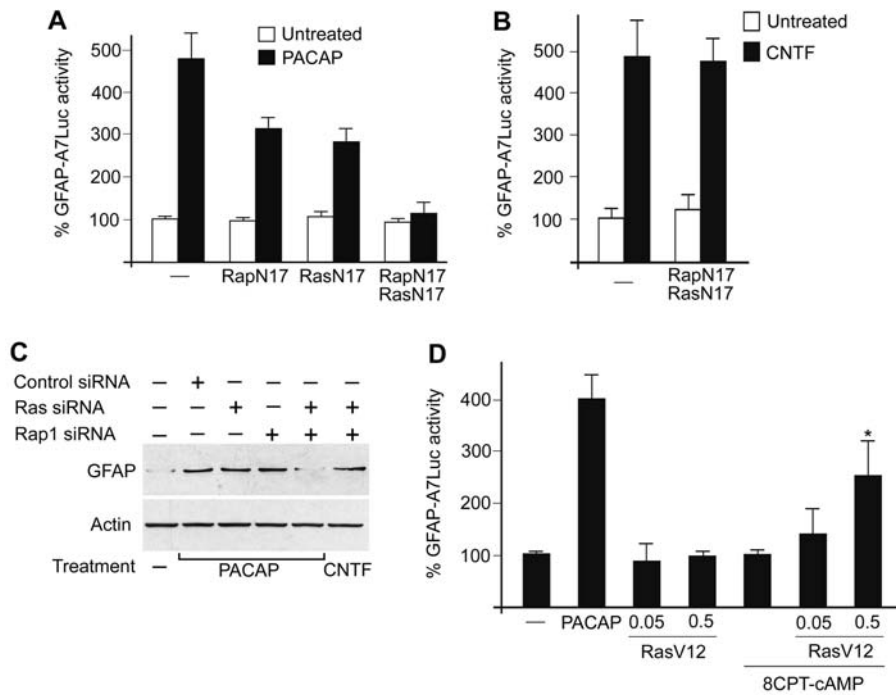 A
% GFAP-A7Luc activity
500
400
300
200
100
Untreated
PACAP
— RapN17 RasN17 RapN17
RasN17
B
% GFAP-A7Luc activity
500
400
300
200
100
Untreated
CNTF
— RapN17
RasN17
C
Control siRNA — + — — — —
Ras siRNA — — + — + +
Rap1 siRNA — — — + + +
GFAP
Actin
Treatment — PACAP CNTF
D
% GFAP-A7Luc activity
400
300
200
100
*
— PACAP 0.05 0.5 0.05 0.5
RasV12 RasV12
8CPT-cAMP